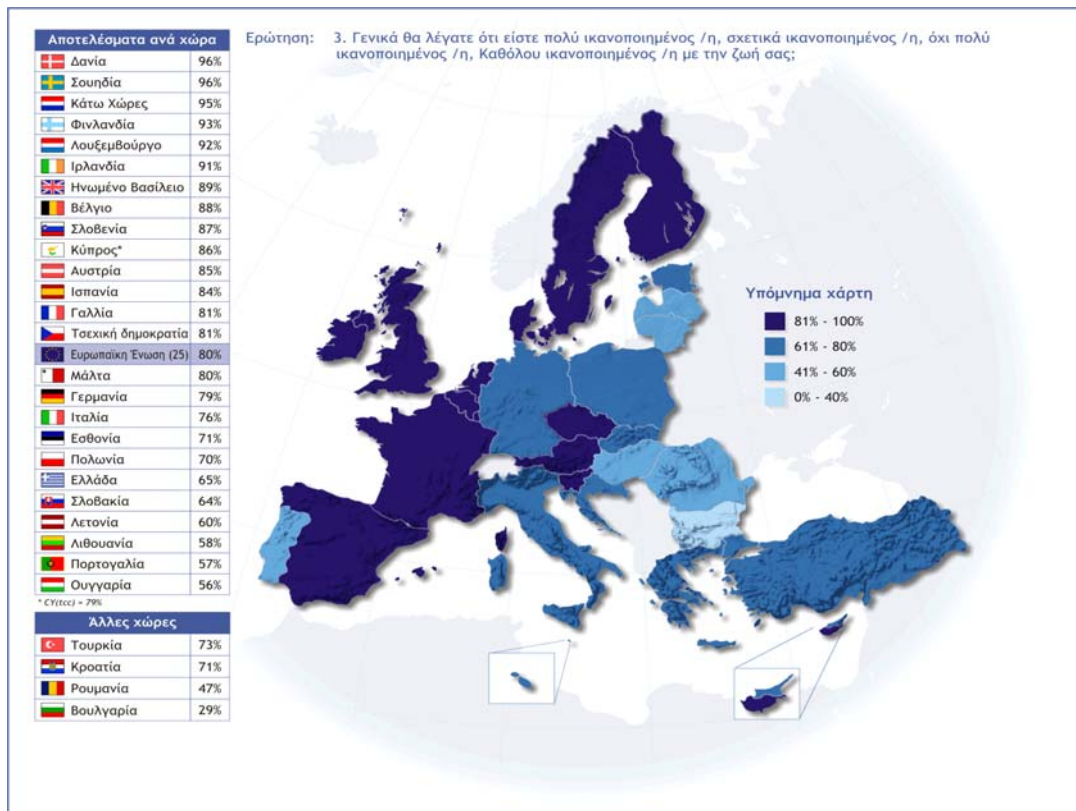 Αποτελέσματα ανά χώρα
Δανία 96%
Σουηδία 96%
Κάτω Χώρες 95%
Φινλανδία 93%
Λουξεμβούργο 92%
Ιρλανδία 91%
Ηνωμένο Βασίλειο 89%
Βέλγιο 88%
Σλοβενία 87%
Κύπρος* 86%
Αυστρία 85%
Ισπανία 84%
Γαλλία 81%
Τσεχική δημοκρατία 81%
Ευρωπαϊκή Ένωση (25) 80%
Μάλτα 80%
Γερμανία 79%
Ιταλία 76%
Εσθονία 71%
Πολωνία 70%
Ελλάδα 65%
Σλοβακία 64%
Λετονία 60%
Λιθουανία 58%
Πορτογαλία 57%
Ουγγαρία 56%
* CY(tcc) = 79%
Άλλες χώρες
Τουρκία 73%
Κροατία 71%
Ρουμανία 47%
Βουλγαρία 29%
Ερώτηση: 3. Γενικά θα λέγατε ότι είστε πολύ ικανοποιημένος /η, σχετικά ικανοποιημένος /η, όχι πολύ
ικανοποιημένος /η, Καθόλου ικανοποιημένος /η με την ζωή σας;
Υπόμνημα χάρτη
81% - 100%
61% - 80%
41% - 60%
0% - 40%